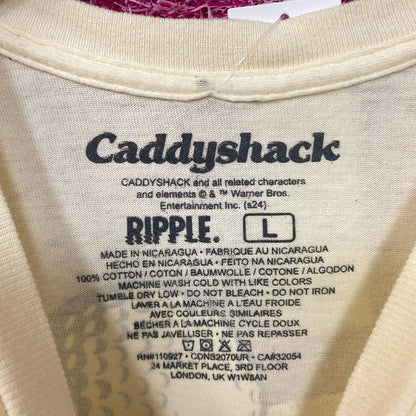 Caddyshack
CADDYSHACK and all related characters
and elements © & ™ Warner Bros.
Entertainment Inc. (s24)
RIPPLE. L
MADE IN NICARAGUA • FABRIQUE AU NICARAGUA
HECHO EN NICARAGUA • FEITO NA NICARAGUA
100% COTTON / COTON / BAUMWOLLE / COTONE / ALGODON
MACHINE WASH COLD WITH LIKE COLORS
TUMBLE DRY LOW • DO NOT BLEACH • DO NOT IRON
LAVER A LA MACHINE A L'EAU FROIDE
AVEC COULEURS SIMILAIRES
SÉCHER A LA MACHINE CYCLE DOUX
NE PAS JAVELLISER • NE PAS REPASSER
RN#110927 • CDNS2070UR • CA#32054
24 MARKET PLACE, 3RD FLOOR
LONDON, UK W1W8AN